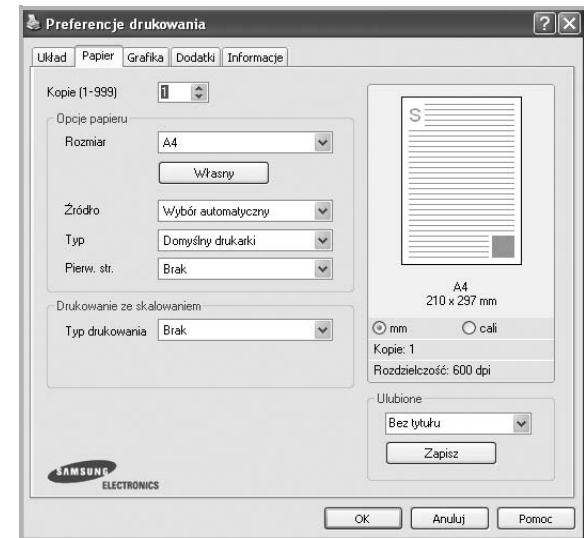 Preferencje drukowania
Układ Papier Grafika Dodatki Informacje
Kopie (1-999) 1
Opcje papieru
Rozmiar A4
Własny
Źródło Wybór automatyczny
Typ Domyślny drukarki
Pierw. str. Brak
Drukowanie ze skalowaniem
Typ drukowania Brak
SAMSUNG
ELECTRONICS
S
A4
210 x 297 mm
mm cali
Kopie: 1
Rozdzielczość: 600 dpi
Ulubione
Bez tytułu
Zapisz
OK Anuluj Pomoc